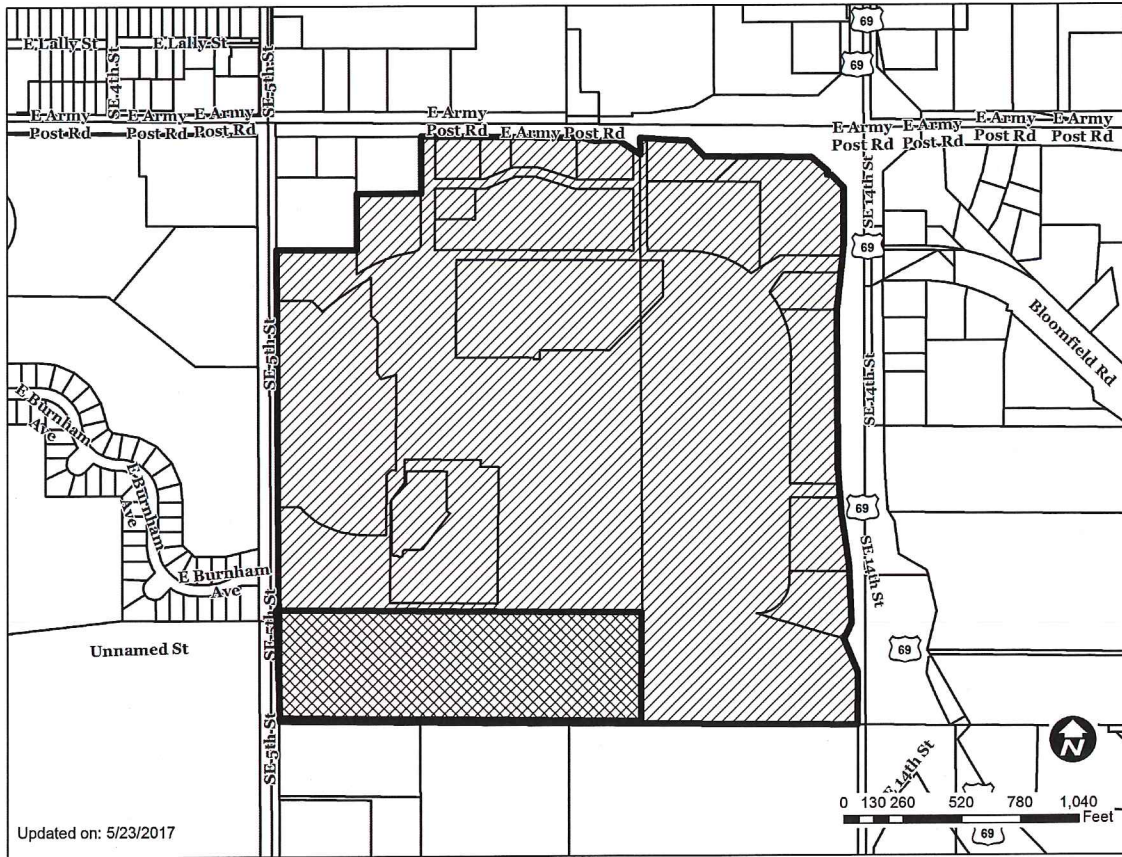 69
E Lally St
E Lally St
SE 4th St
SE 5th St
69
E Army
Post Rd
E Army
Post Rd
E Army
Post Rd
E Army
Post Rd
E Army Post Rd
E Army
Post Rd
E Army
Post Rd
E Army
Post Rd
E Army
Post Rd
SE 14th St
69
Bloomfield Rd
SE 5th St
SE 14th St
E Burnham
Ave
E Burnham
Ave
69
SE 14th St
E Burnham
Ave
SE 5th St
Unnamed St
69
SE 5th St
N
E 14th St
0 130 260 520 780 1,040
Feet
69
Updated on: 5/23/2017